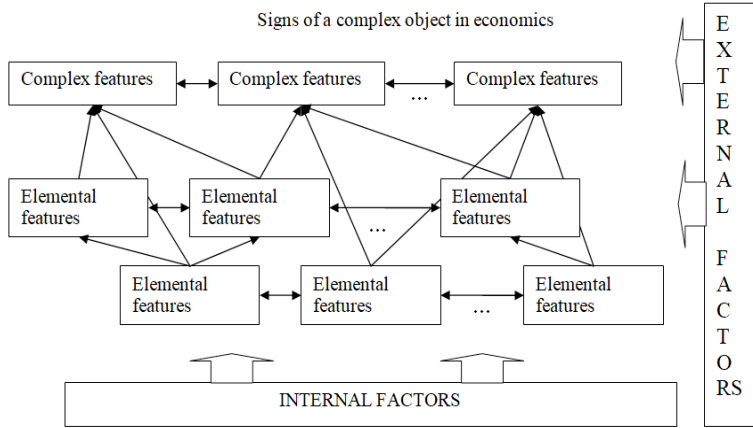 Signs of a complex object in economics
Complex features
Complex features
...
Complex features
Elemental
features
Elemental
features
...
Elemental
features
Elemental
features
Elemental
features
...
Elemental
features
INTERNAL FACTORS
E
X
T
E
R
N
A
L
F
A
C
T
O
RS